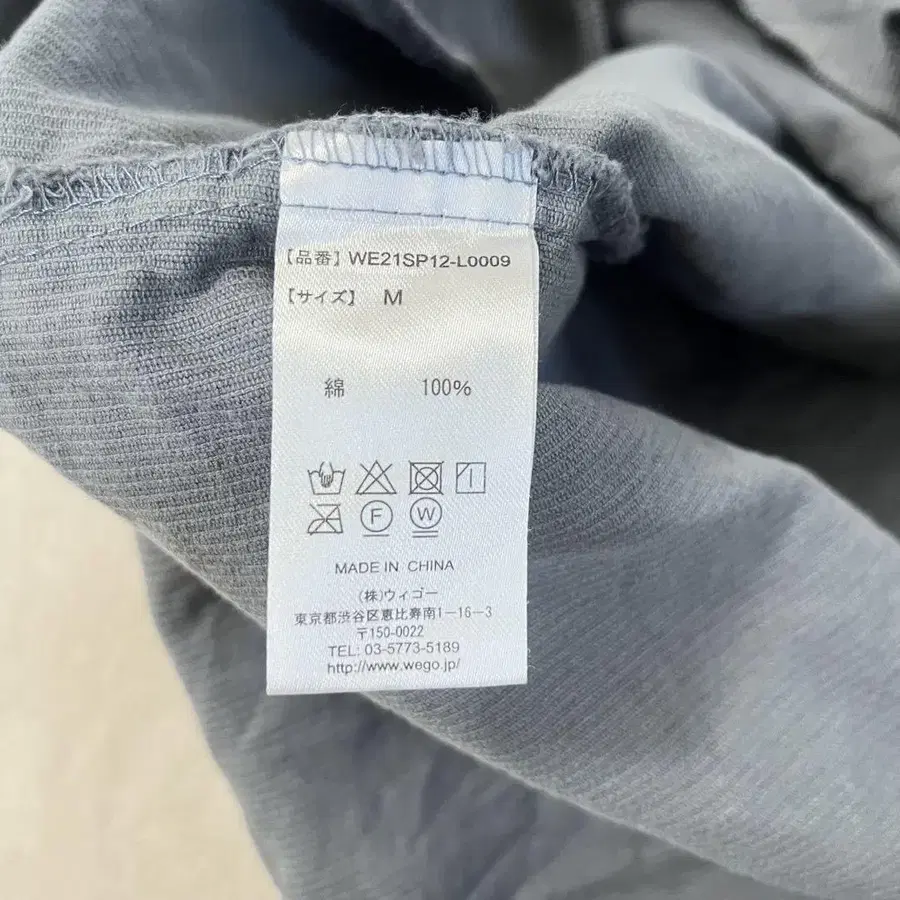 【品番】WE21SP12-L0009
【サイズ】 M
綿 100%
F W
MADE IN CHINA
(株)ウィゴー
東京都渋谷区恵比寿南1-16-3
〒150-0022
TEL: 03-5773-5189
http://www.wego.jp/